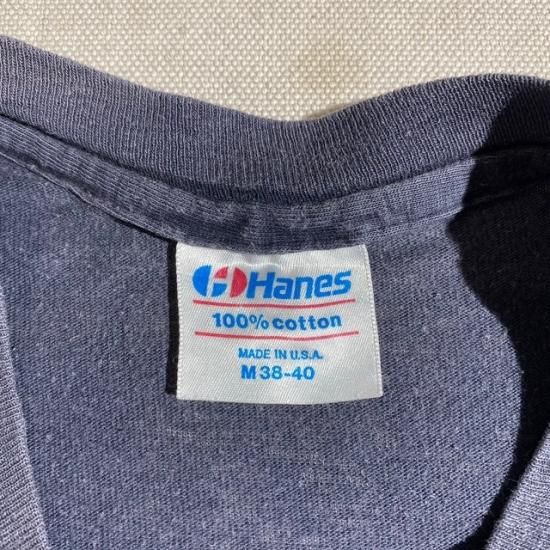 Hanes
100% cotton
MADE IN U.S.A.
M 38-40